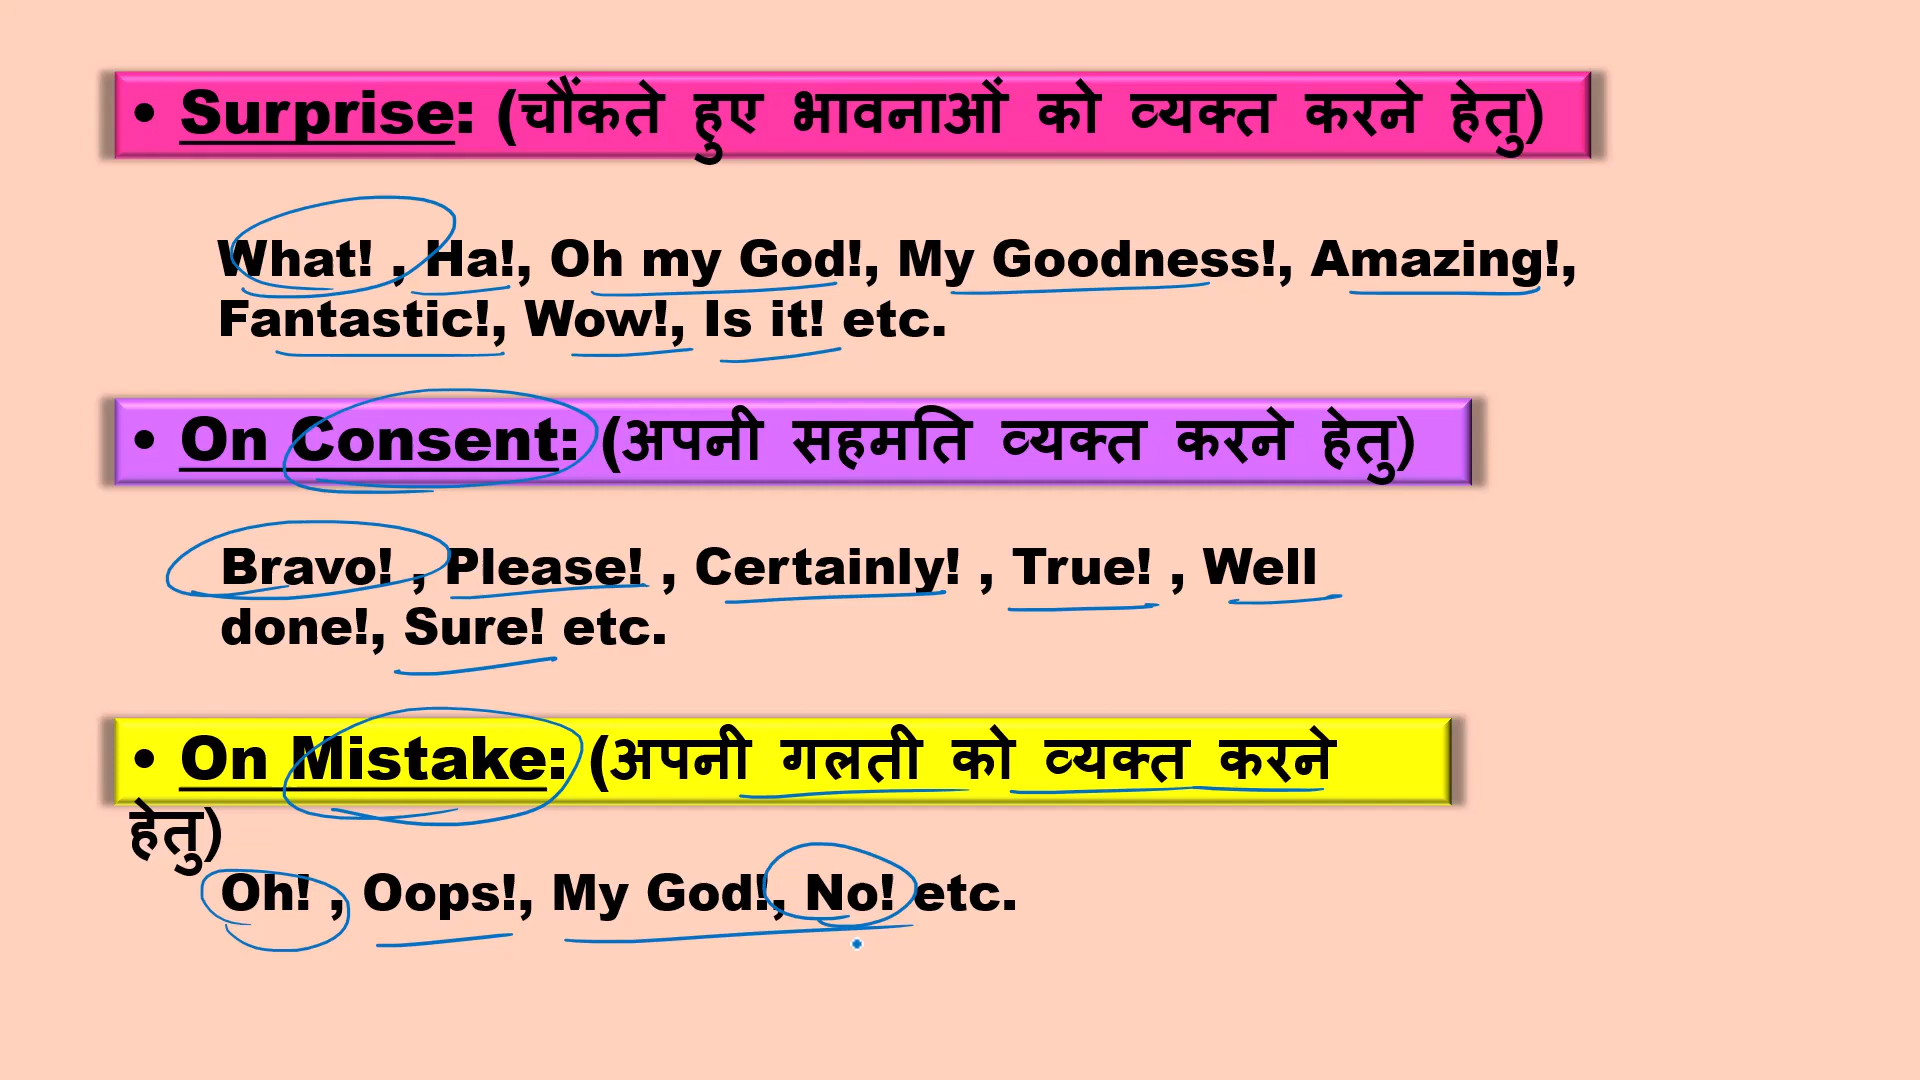 • Surprise: (चौंकते हुए भावनाओं को व्यक्त करने हेतु)
What! , Ha!, Oh my God!, My Goodness!, Amazing!,
Fantastic!, Wow!, Is it! etc.
• On Consent: (अपनी सहमति व्यक्त करने हेतु)
Bravo! , Please! , Certainly! , True! , Well
done!, Sure! etc.
• On Mistake: (अपनी गलती को व्यक्त करने
हेतु)
Oh! , Oops!, My God!, No! etc.